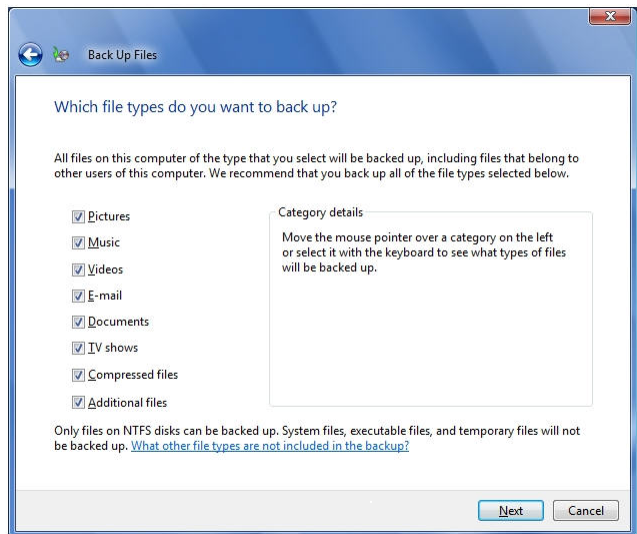 Back Up Files
Which file types do you want to back up?
All files on this computer of the type that you select will be backed up, including files that belong to
other users of this computer. We recommend that you back up all of the file types selected below.
Pictures
Music
Videos
E-mail
Documents
TV shows
Compressed files
Additional files
Category details
Move the mouse pointer over a category on the left
or select it with the keyboard to see what types of files
will be backed up.
Only files on NTFS disks can be backed up. System files, executable files, and temporary files will not
be backed up. What other file types are not included in the backup?
Next
Cancel